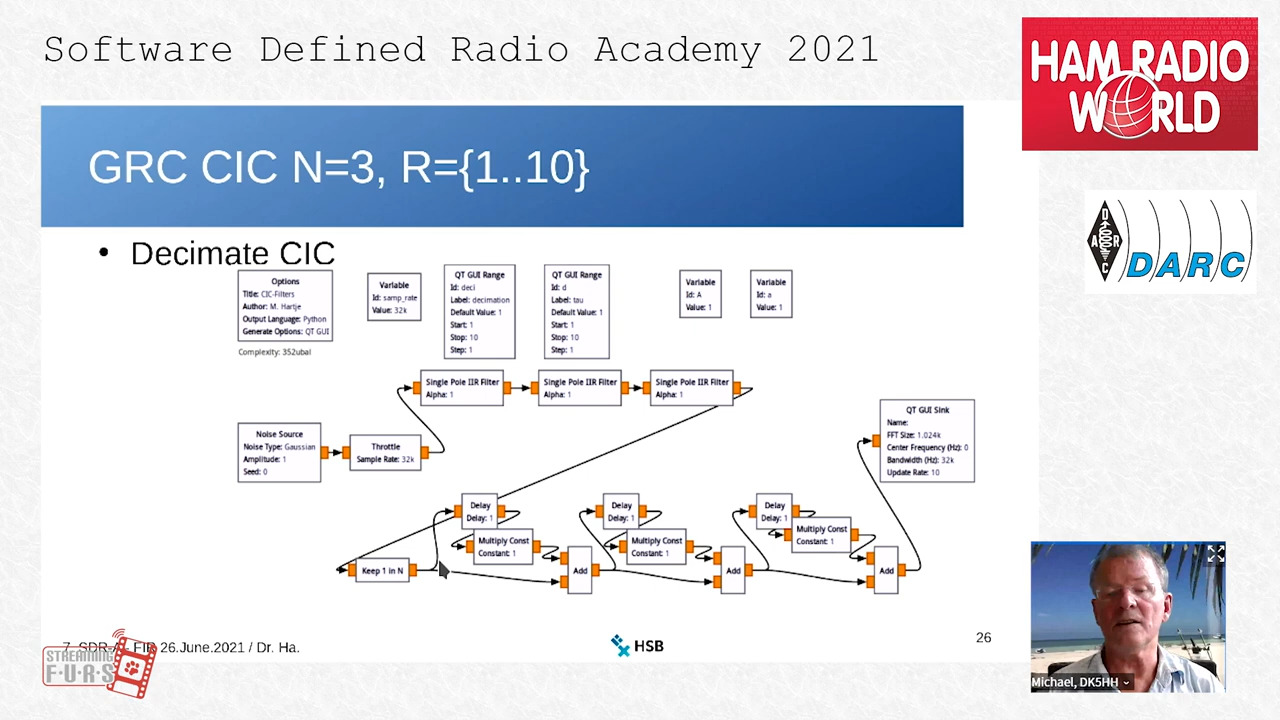 Software Defined Radio Academy 2021
HAM RADIO
WORLD
DARC
DARC
GRC CIC N=3, R={1..10}
• Decimate CIC
Options
Title: CIC-Filters
Author: M. Hartje
Output Language: Python
Generate Options: QT GUI
Complexity: 352ubal
Variable
Id: samp_rate
Value: 32k
QT GUI Range
Id: deci
Label: decimation
Default Value: 1
Start: 1
Stop: 10
Step: 1
QT GUI Range
Id: d
Label: tau
Default Value: 1
Start: 1
Stop: 10
Step: 1
Variable
Id: A
Value: 1
Variable
Id: a
Value: 1
Single Pole IIR Filter
Alpha: 1
Single Pole IIR Filter
Alpha: 1
Single Pole IIR Filter
Alpha: 1
Noise Source
Noise Type: Gaussian
Amplitude: 1
Seed: 0
Throttle
Sample Rate: 32k
QT GUI Sink
Name:
FFT Size: 1.024k
Center Frequency (Hz): 0
Bandwidth (Hz): 32k
Update Rate: 10
Delay
Delay: 1
Multiply Const
Constant: 1
Delay
Delay: 1
Multiply Const
Constant: 1
Delay
Delay: 1
Multiply Const
Constant: 1
Keep 1 in N
Add
Add
Add
26.June.2021 / Dr. Ha.
HSB
26
STREAMING
F·U·R·S
Michael, DK5HH